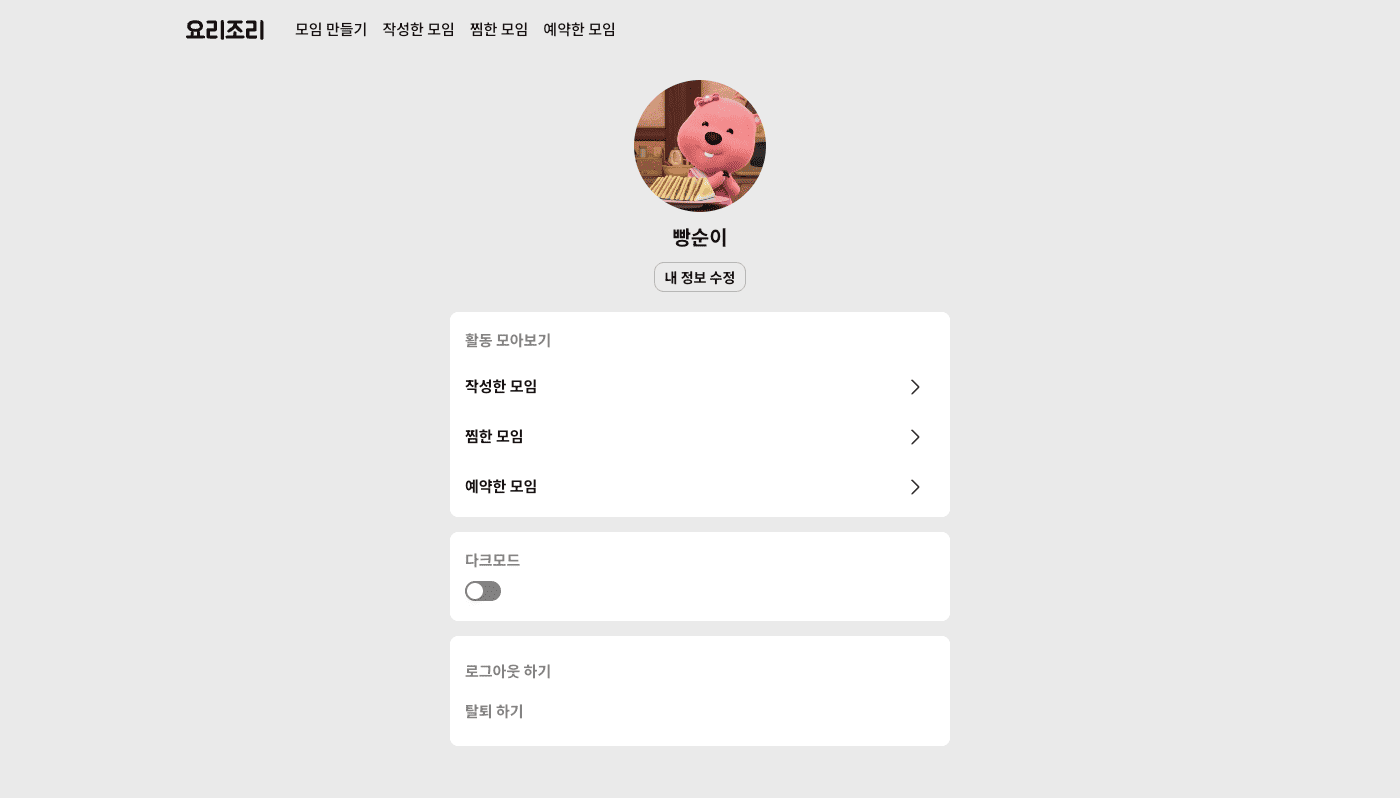 요리조리 모임 만들기 작성한 모임 찜한 모임 예약한 모임
빵순이
내 정보 수정
활동 모아보기
작성한 모임
찜한 모임
예약한 모임
다크모드
로그아웃 하기
탈퇴 하기